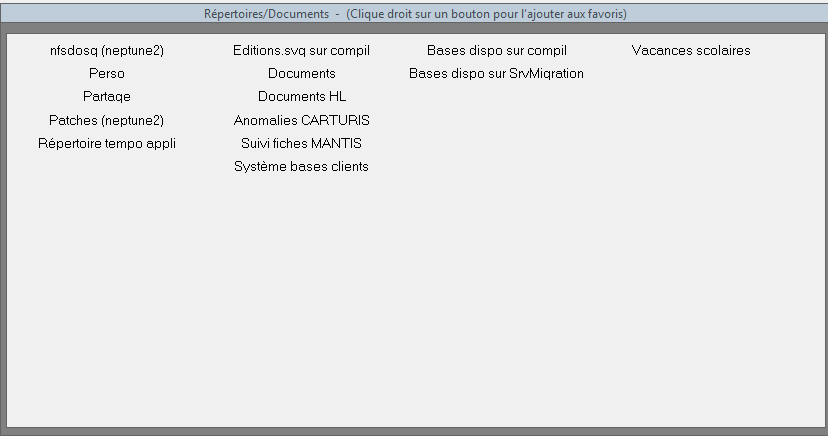 Répertoires/Documents - (Clique droit sur un bouton pour l'ajouter aux favoris)
nfsdosq (neptune2) Editions.svq sur compil Bases dispo sur compil Vacances scolaires
Perso Documents Bases dispo sur SrvMigration
Partage Documents HL
Patches (neptune2) Anomalies CARTURIS
Répertoire tempo appli Suivi fiches MANTIS
Système bases clients